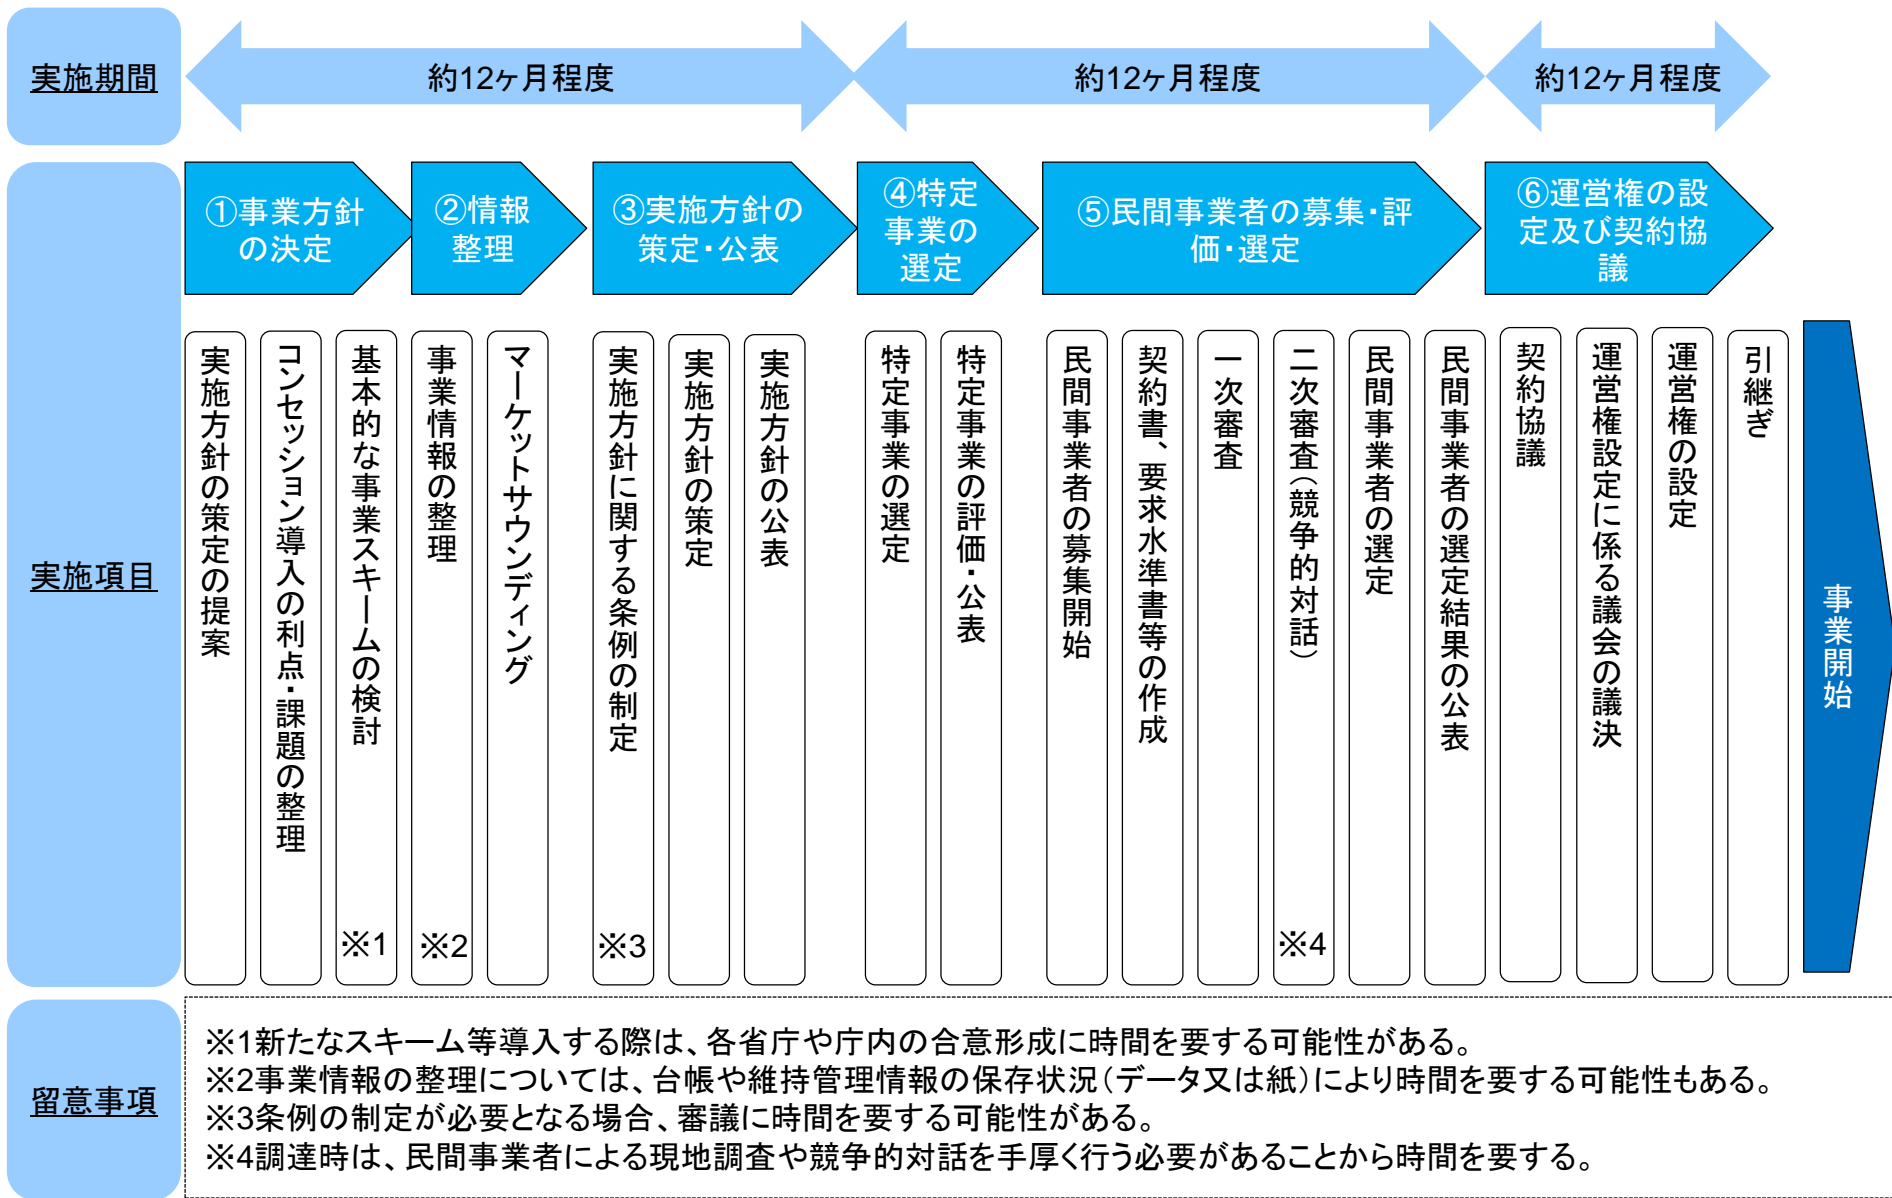 実施期間
約12ヶ月程度
約12ヶ月程度
約12ヶ月程度
実施項目
①事業方針
の決定
②情報
整理
③実施方針の
策定・公表
④特定
事業の
選定
⑤民間事業者の募集・評
価・選定
⑥運営権の設
定及び契約協
議
実施方針の策定の提案
コンセッション導入の利点・課題の整理
基本的な事業スキームの検討
※1
事業情報の整理
※2
マーケットサウンディング
実施方針に関する条例の制定
※3
実施方針の策定
実施方針の公表
特定事業の選定
特定事業の評価・公表
民間事業者の募集開始
契約書、要求水準書等の作成
一次審査
二次審査（競争的対話）
※4
民間事業者の選定
民間事業者の選定結果の公表
契約協議
運営権設定に係る議会の議決
運営権の設定
引継ぎ
事業開始
留意事項
※1新たなスキーム等導入する際は、各省庁や庁内の合意形成に時間を要する可能性がある。
※2事業情報の整理については、台帳や維持管理情報の保存状況（データ又は紙）により時間を要する可能性もある。
※3条例の制定が必要となる場合、審議に時間を要する可能性がある。
※4調達時は、民間事業者による現地調査や競争的対話を手厚く行う必要があることから時間を要する。